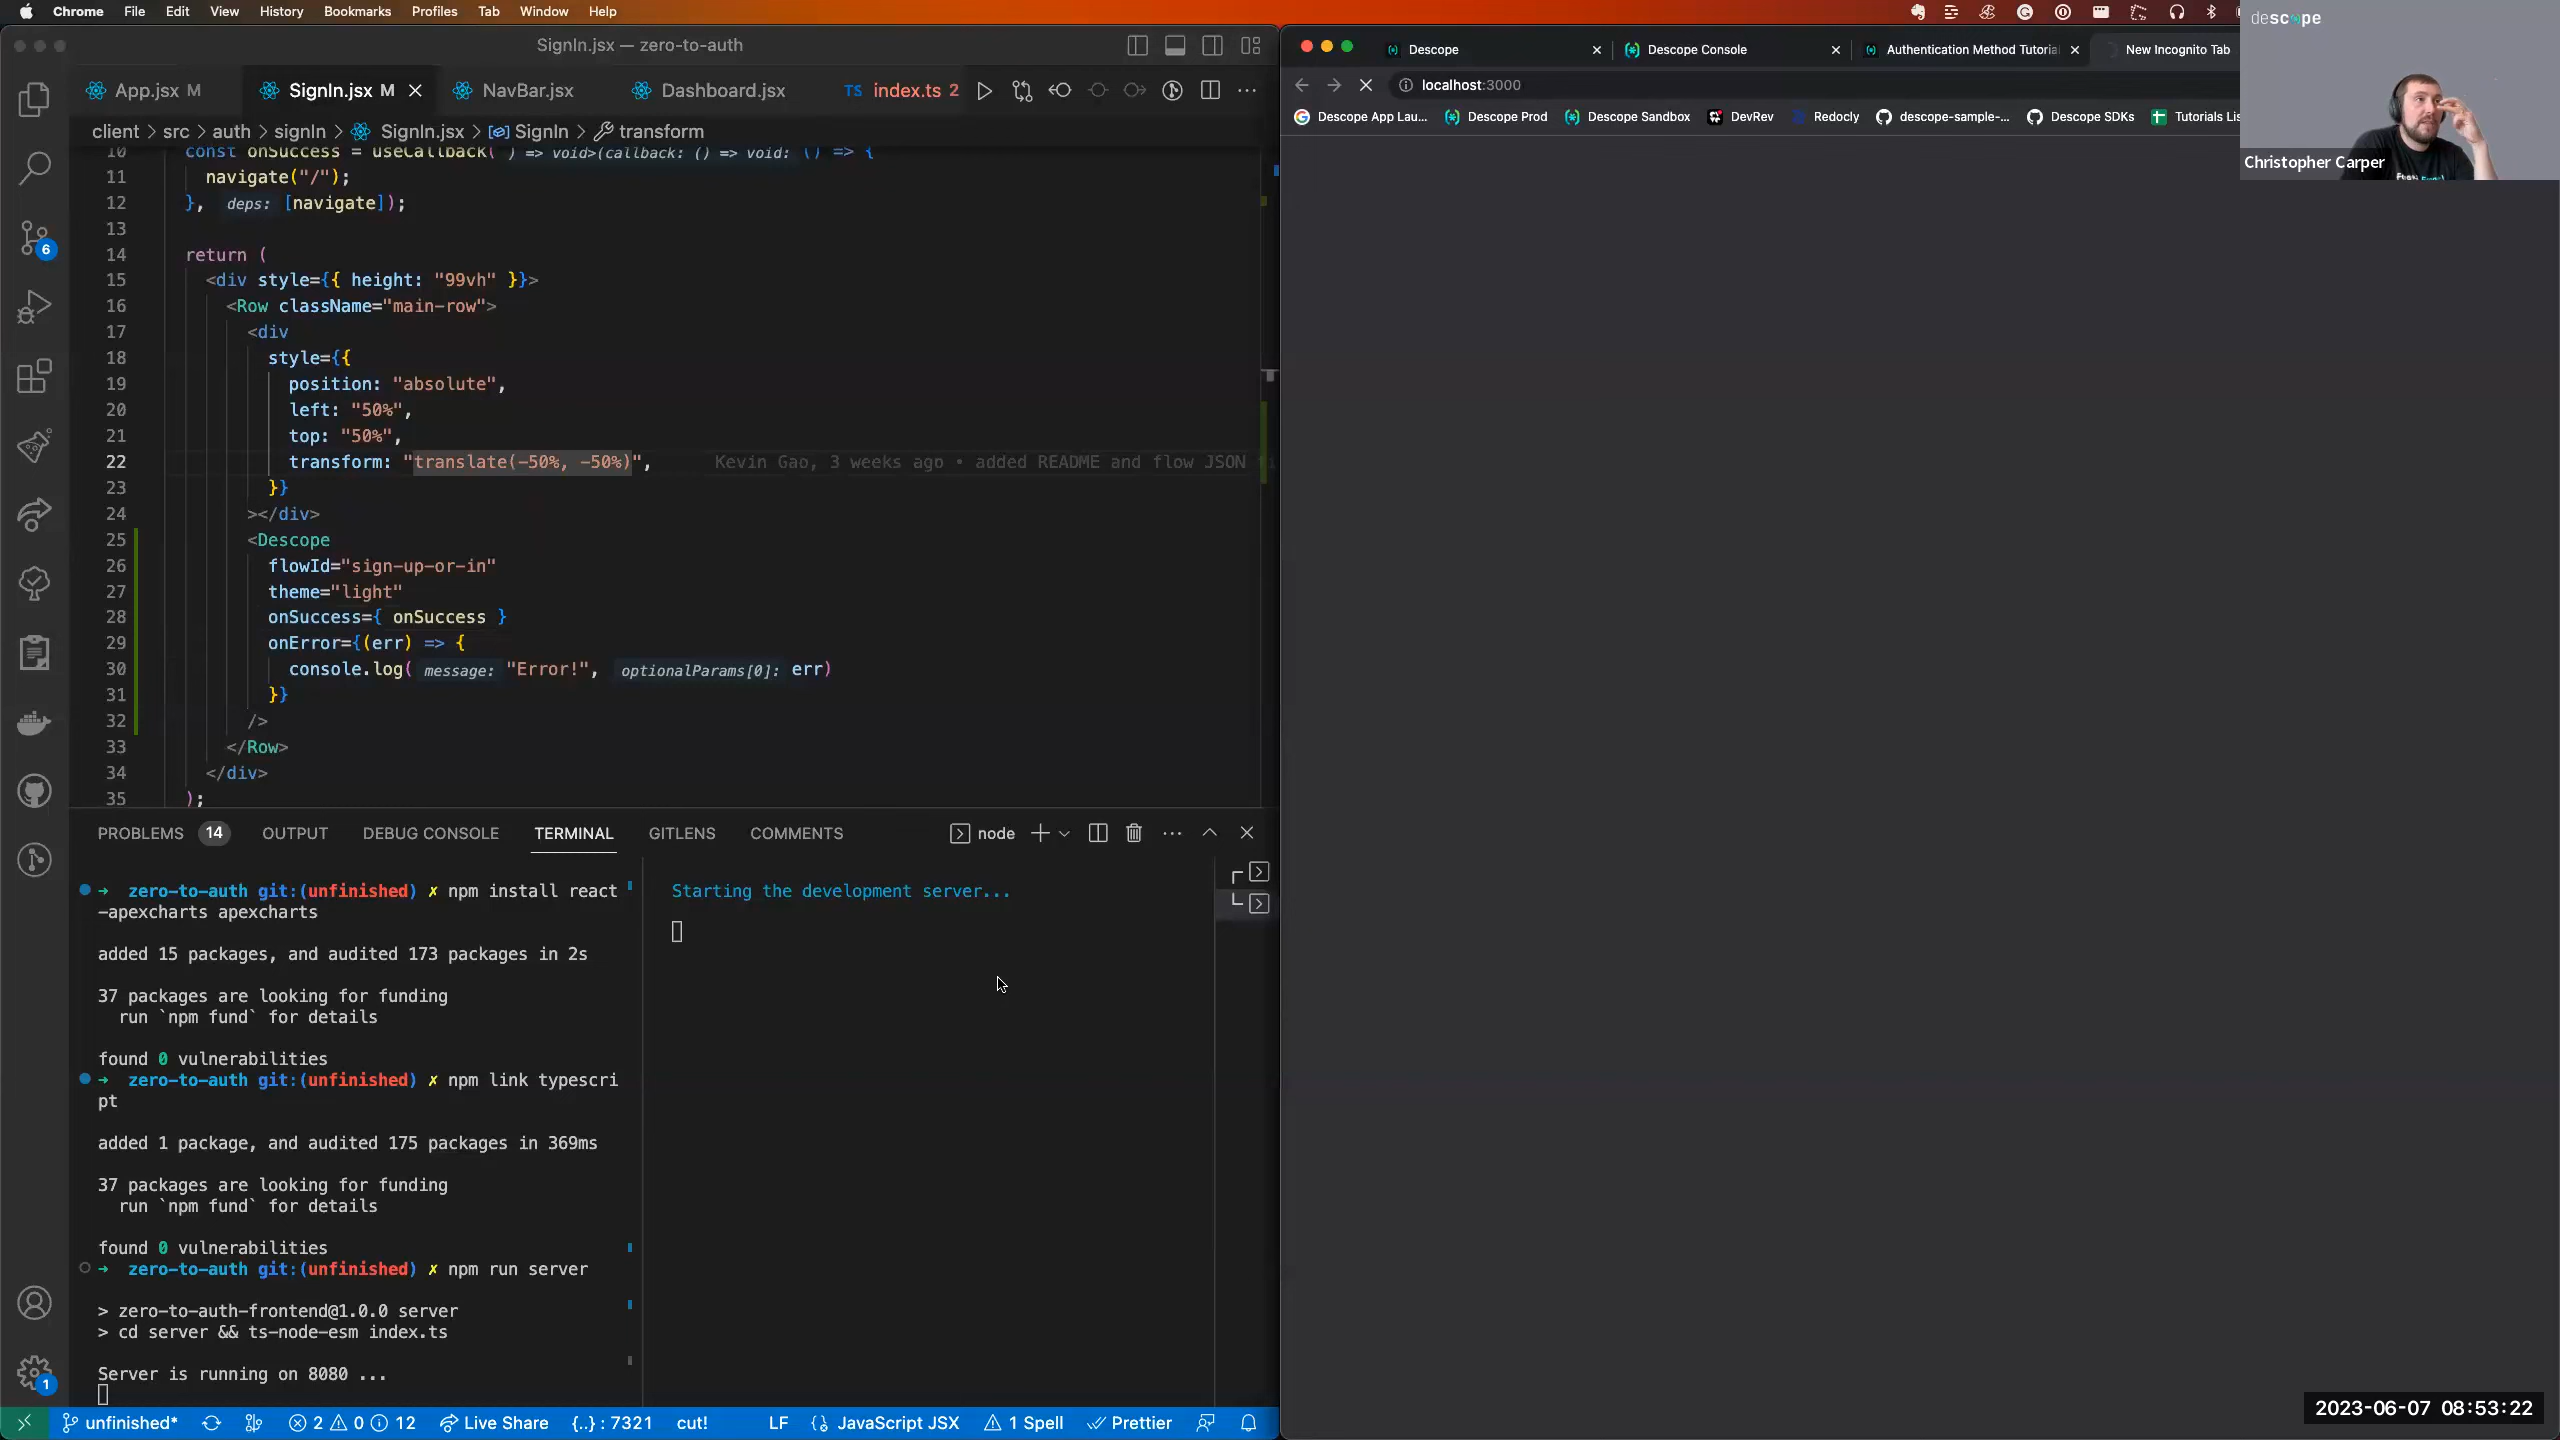 Chrome File Edit View History Bookmarks Profiles Tab Window Help
SignIn.jsx — zero-to-auth
App.jsx M SignIn.jsx M NavBar.jsx Dashboard.jsx TS index.ts 2
client > src > auth > signIn > SignIn.jsx > SignIn > transform
10 const onSuccess = useCallback( ) => void>(callback: () => void: () => {
11 navigate("/");
12 }, deps: [navigate]);
13
14 return (
15 <div style={{ height: "99vh" }}>
16 <Row className="main-row">
17 <div
18 style={{
19 position: "absolute",
20 left: "50%",
21 top: "50%",
22 transform: "translate(-50%, -50%)", Kevin Gao, 3 weeks ago • added README and flow JSON
23 }}
24 ></div>
25 <Descope
26 flowId="sign-up-or-in"
27 theme="light"
28 onSuccess={ onSuccess }
29 onError={(err) => {
30 console.log( message: "Error!", optionalParams[0]: err)
31 }}
32 />
33 </Row>
34 </div>
35 );
6
1
PROBLEMS 14 OUTPUT DEBUG CONSOLE TERMINAL GITLENS COMMENTS node
→ zero-to-auth git:(unfinished) ✗ npm install react
-apexcharts apexcharts
added 15 packages, and audited 173 packages in 2s
37 packages are looking for funding
run `npm fund` for details
found 0 vulnerabilities
→ zero-to-auth git:(unfinished) ✗ npm link typescri
pt
added 1 package, and audited 175 packages in 369ms
37 packages are looking for funding
run `npm fund` for details
found 0 vulnerabilities
→ zero-to-auth git:(unfinished) ✗ npm run server
> zero-to-auth-frontend@1.0.0 server
> cd server && ts-node-esm index.ts
Server is running on 8080 ...
Starting the development server...
unfinished* 2 0 12 Live Share {..} : 7321 cut! LF JavaScript JSX 1 Spell Prettier
Descope Descope Console Authentication Method Tutoria New Incognito Tab
localhost:3000
Descope App Lau... Descope Prod Descope Sandbox DevRev Redocly descope-sample-... Descope SDKs Tutorials Lis
descope
Christopher Carper
2023-06-07 08:53:22